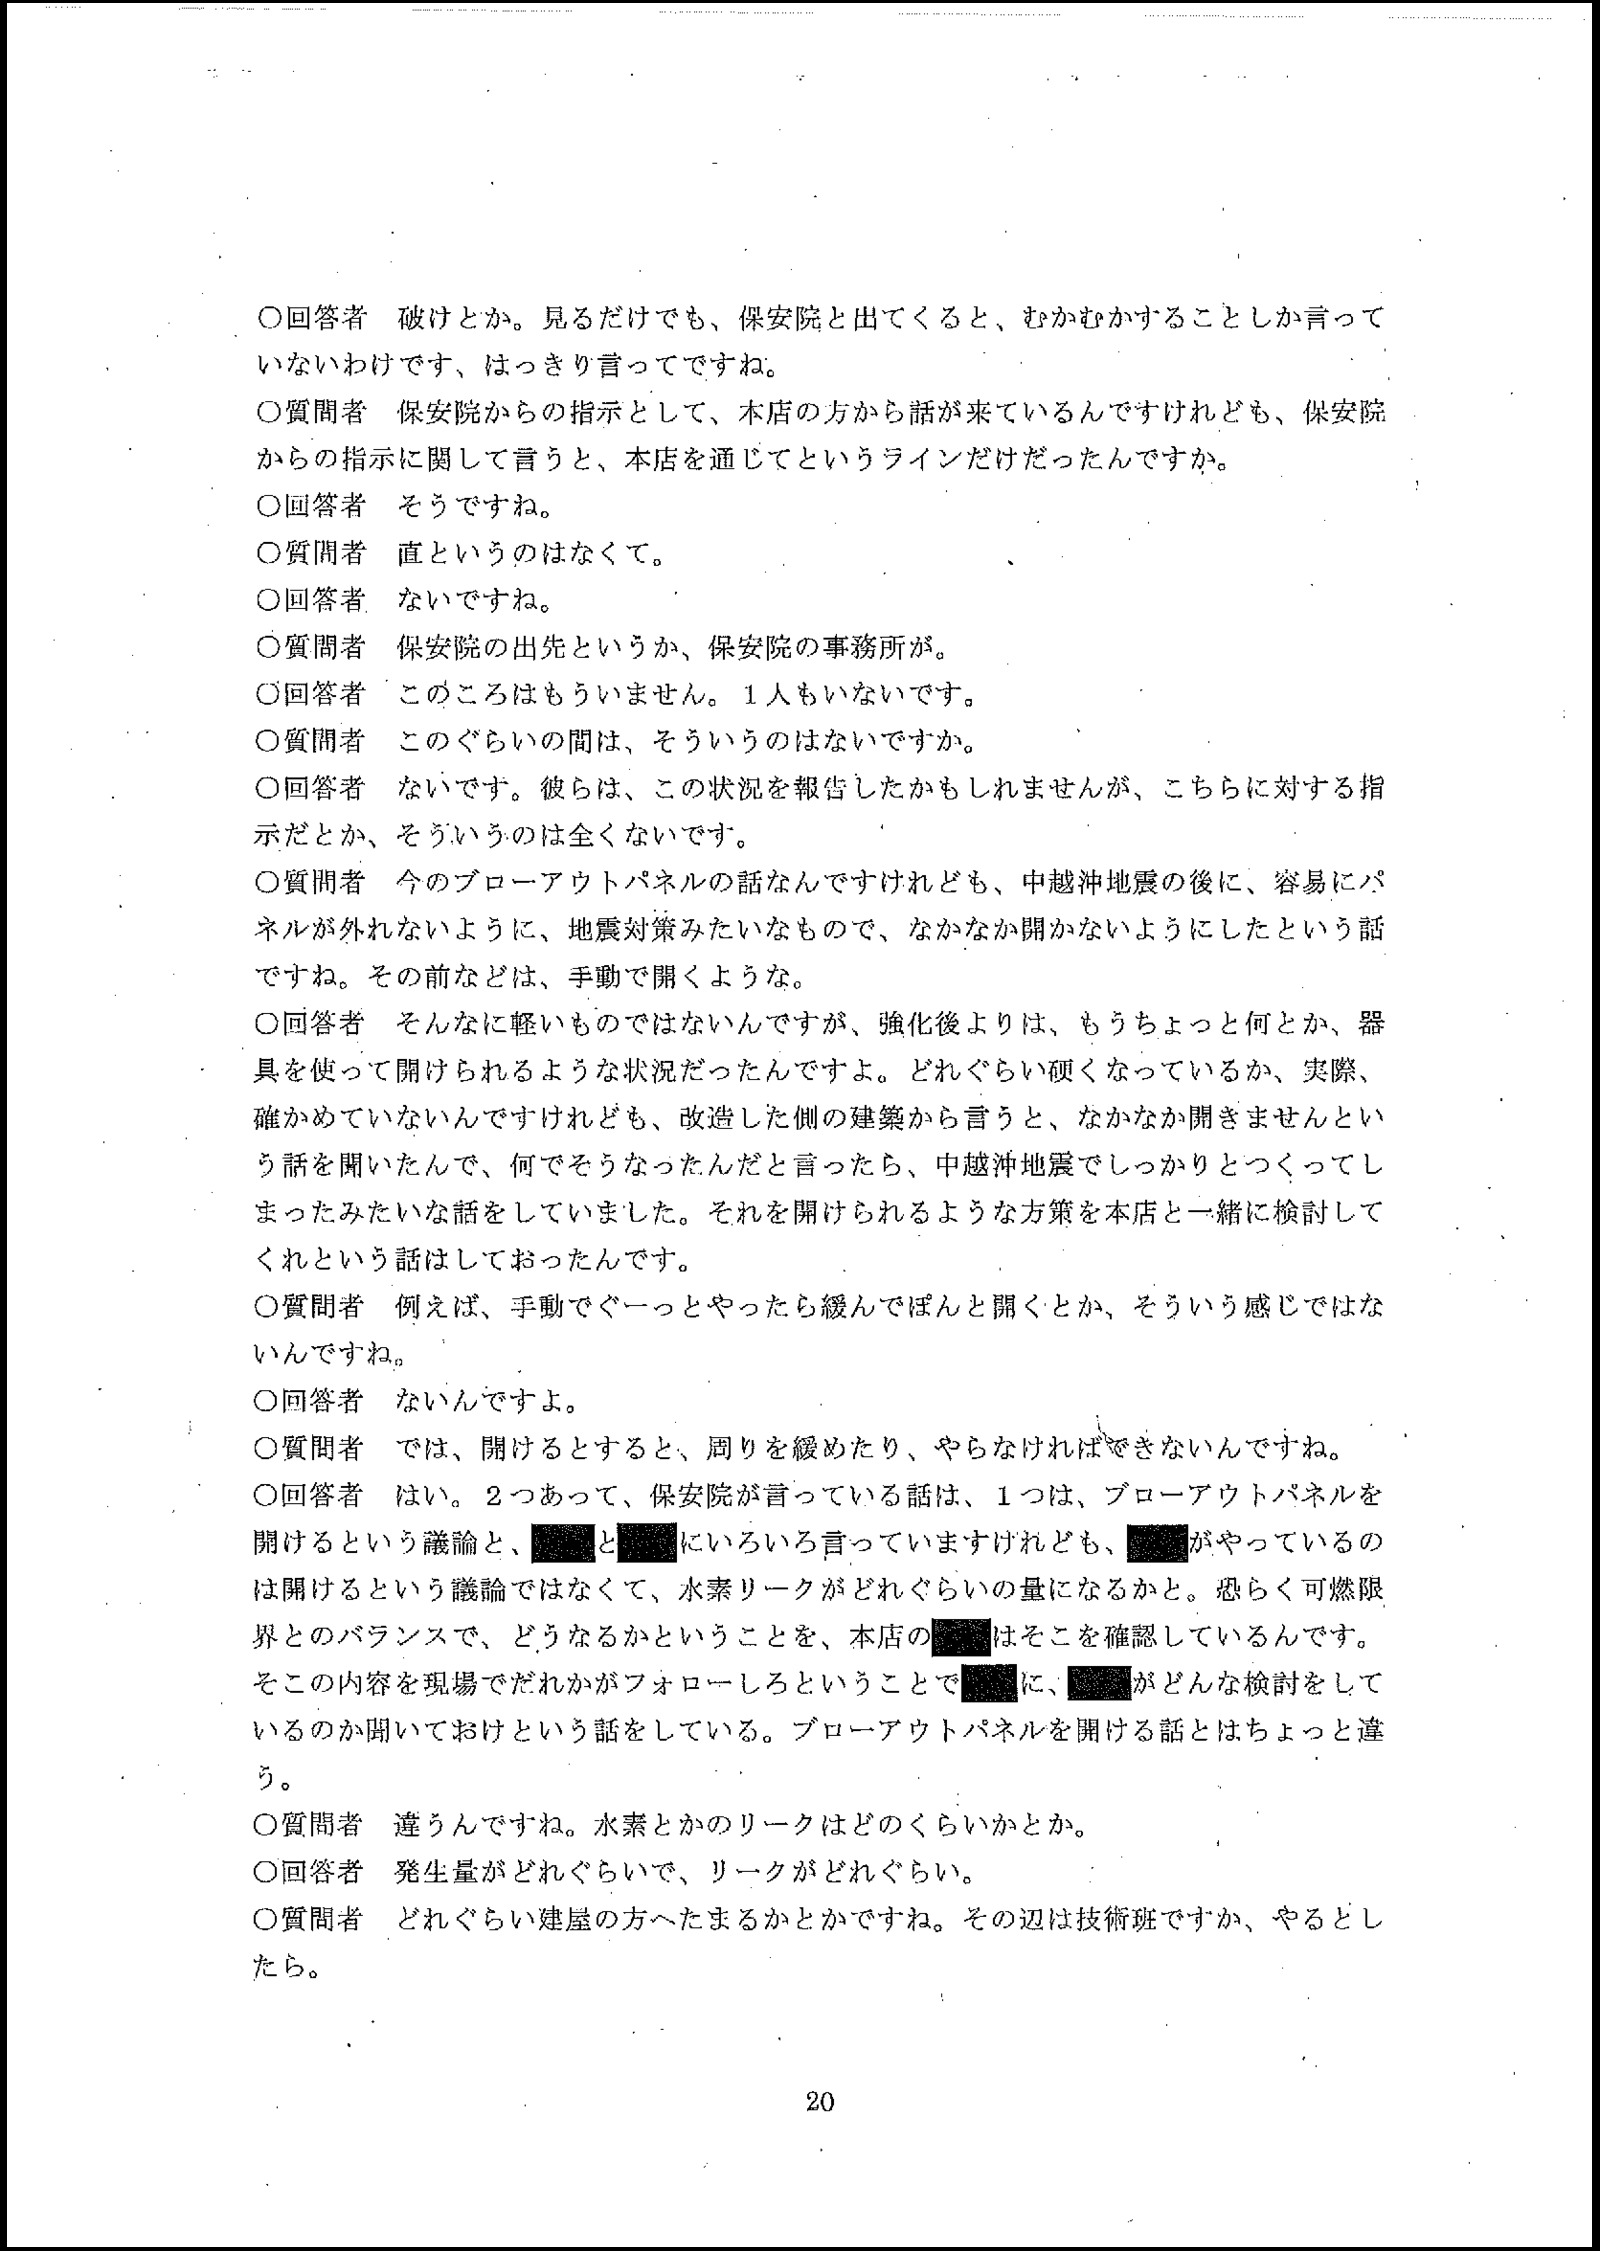 ○回答者　破けとか。見るだけでも、保安院と出てくると、むかむかすることしか言って
いないわけです、はっきり言ってですね。
○質問者　保安院からの指示として、本店の方から話が来ているんですけれども、保安院
からの指示に関して言うと、本店を通じてというラインだけだったんですか。
○回答者　そうですね。
○質問者　直というのはなくて。
○回答者　ないですね。
○質問者　保安院の出先というか、保安院の事務所が。
○回答者　このころはもういません。１人もいないです。
○質問者　このぐらいの間は、そういうのはないですか。
○回答者　ないです。彼らは、この状況を報告したかもしれませんが、こちらに対する指
示だとか、そういうのは全くないです。
○質問者　今のブローアウトパネルの話なんですけれども、中越沖地震の後に、容易にパ
ネルが外れないように、地震対策みたいなもので、なかなか開かないようにしたという話
ですね。その前などは、手動で開くような。
○回答者　そんなに軽いものではないんですが、強化後よりは、もうちょっと何とか、器
具を使って開けられるような状況だったんですよ。どれぐらい硬くなっているか、実際、
確かめていないんですけれども、改造した側の建築から言うと、なかなか開きませんとい
う話を聞いたんで、何でそうなったんだと言ったら、中越沖地震でしっかりとつくってし
まったみたいな話をしていました。それを開けられるような方策を本店と一緒に検討して
くれという話はしておったんです。
○質問者　例えば、手動でぐーっとやったら緩んでぽんと開くとか、そういう感じではな
いんですね。
○回答者　ないんですよ。
○質問者　では、開けるとすると、周りを緩めたり、やらなければできないんですね。
○回答者　はい。２つあって、保安院が言っている話は、１つは、ブローアウトパネルを
開けるという議論と、とにいろいろ言っていますけれども、がやっているの
は開けるという議論ではなくて、水素リークがどれぐらいの量になるかと。恐らく可燃限
界とのバランスで、どうなるかということを、本店のはそこを確認しているんです。
そこの内容を現場でだれかがフォローしろということでに、がどんな検討をして
いるのか聞いておけという話をしている。ブローアウトパネルを開ける話とはちょっと違
う。
○質問者　違うんですね。水素とかのリークはどのくらいかとか。
○回答者　発生量がどれぐらいで、リークがどれぐらい。
○質問者　どれぐらい建屋の方へたまるかとかですね。その辺は技術班ですか、やるとし
たら。
20